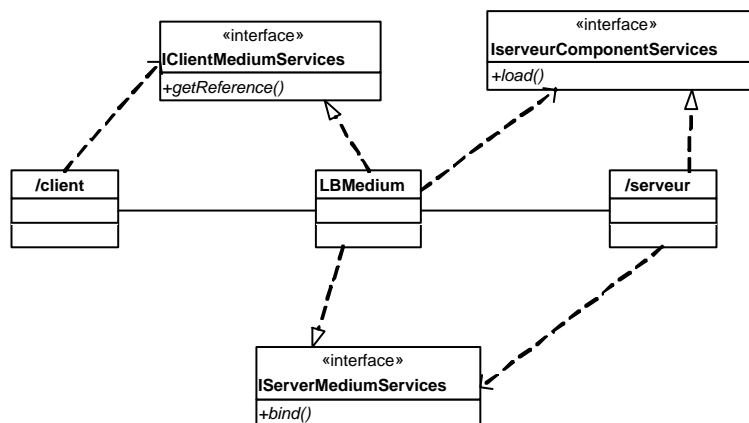 «interface»
IClientMediumServices
+getReference()
«interface»
IserveurComponentServices
+load()
/client
LBMedium
/serveur
«interface»
IServerMediumServices
+bind()